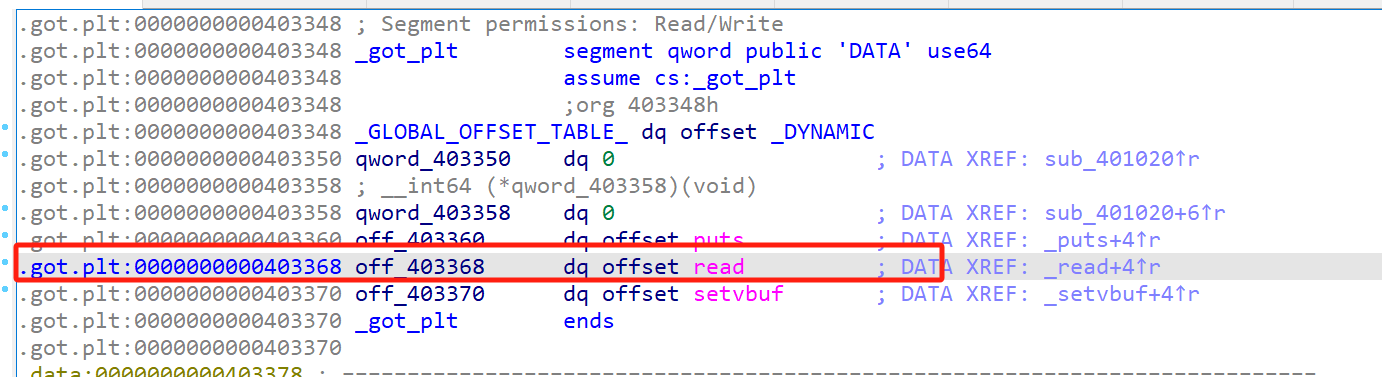 .got.plt:0000000000403348 ; Segment permissions: Read/Write
.got.plt:0000000000403348 _got_plt segment qword public 'DATA' use64
.got.plt:0000000000403348 assume cs:_got_plt
.got.plt:0000000000403348 ;org 403348h
.got.plt:0000000000403348 _GLOBAL_OFFSET_TABLE_ dq offset _DYNAMIC
.got.plt:0000000000403350 qword_403350 dq 0 ; DATA XREF: sub_401020↑r
.got.plt:0000000000403358 ; __int64 (*qword_403358)(void)
.got.plt:0000000000403358 qword_403358 dq 0 ; DATA XREF: sub_401020+6↑r
.got.plt:0000000000403360 off_403360 dq offset puts ; DATA XREF: _puts+4↑r
.got.plt:0000000000403368 off_403368 dq offset read ; DATA XREF: _read+4↑r
.got.plt:0000000000403370 off_403370 dq offset setvbuf ; DATA XREF: _setvbuf+4↑r
.got.plt:0000000000403370 _got_plt ends
.got.plt:0000000000403370
.data:0000000000403378 ; ===========================================================================